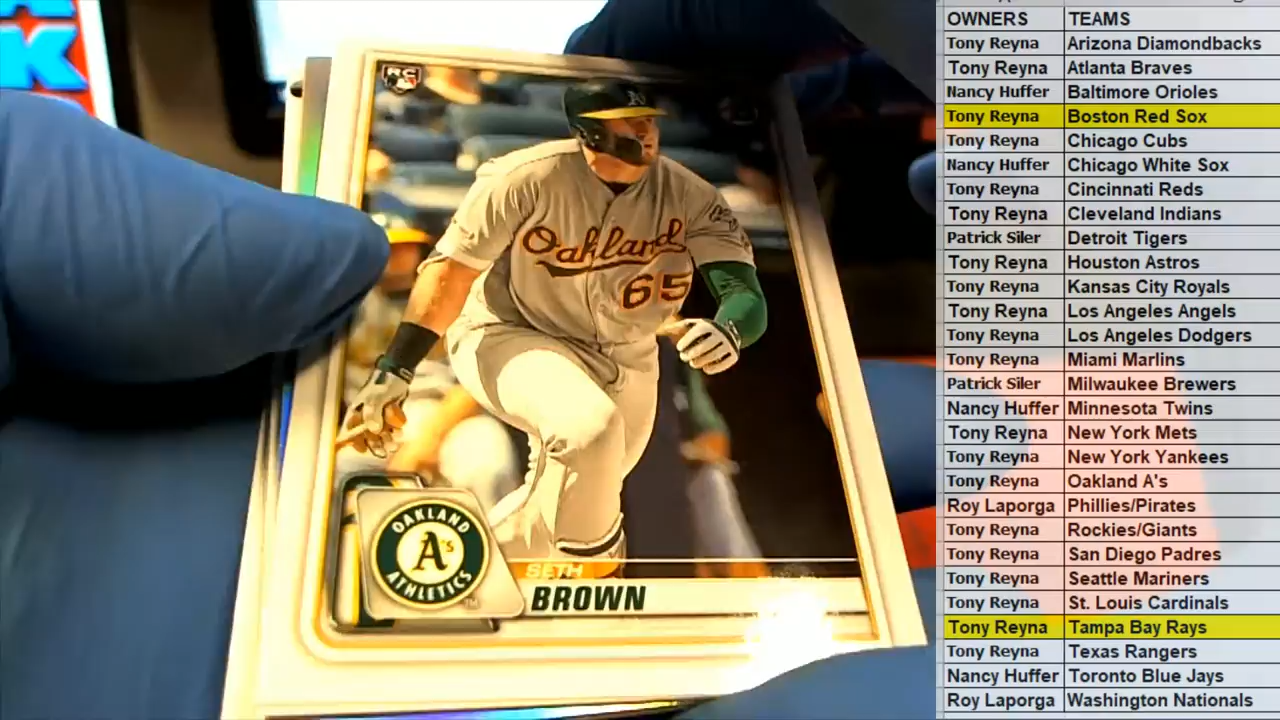 K
RC
Oakland
65
OAKLAND
A's
ATHLETICS
TM
SETH
BROWN
OWNERS TEAMS
Tony Reyna Arizona Diamondbacks
Tony Reyna Atlanta Braves
Nancy Huffer Baltimore Orioles
Tony Reyna Boston Red Sox
Tony Reyna Chicago Cubs
Nancy Huffer Chicago White Sox
Tony Reyna Cincinnati Reds
Tony Reyna Cleveland Indians
Patrick Siler Detroit Tigers
Tony Reyna Houston Astros
Tony Reyna Kansas City Royals
Tony Reyna Los Angeles Angels
Tony Reyna Los Angeles Dodgers
Tony Reyna Miami Marlins
Patrick Siler Milwaukee Brewers
Nancy Huffer Minnesota Twins
Tony Reyna New York Mets
Tony Reyna New York Yankees
Tony Reyna Oakland A's
Roy Laporga Phillies/Pirates
Tony Reyna Rockies/Giants
Tony Reyna San Diego Padres
Tony Reyna Seattle Mariners
Tony Reyna St. Louis Cardinals
Tony Reyna Tampa Bay Rays
Tony Reyna Texas Rangers
Nancy Huffer Toronto Blue Jays
Roy Laporga Washington Nationals